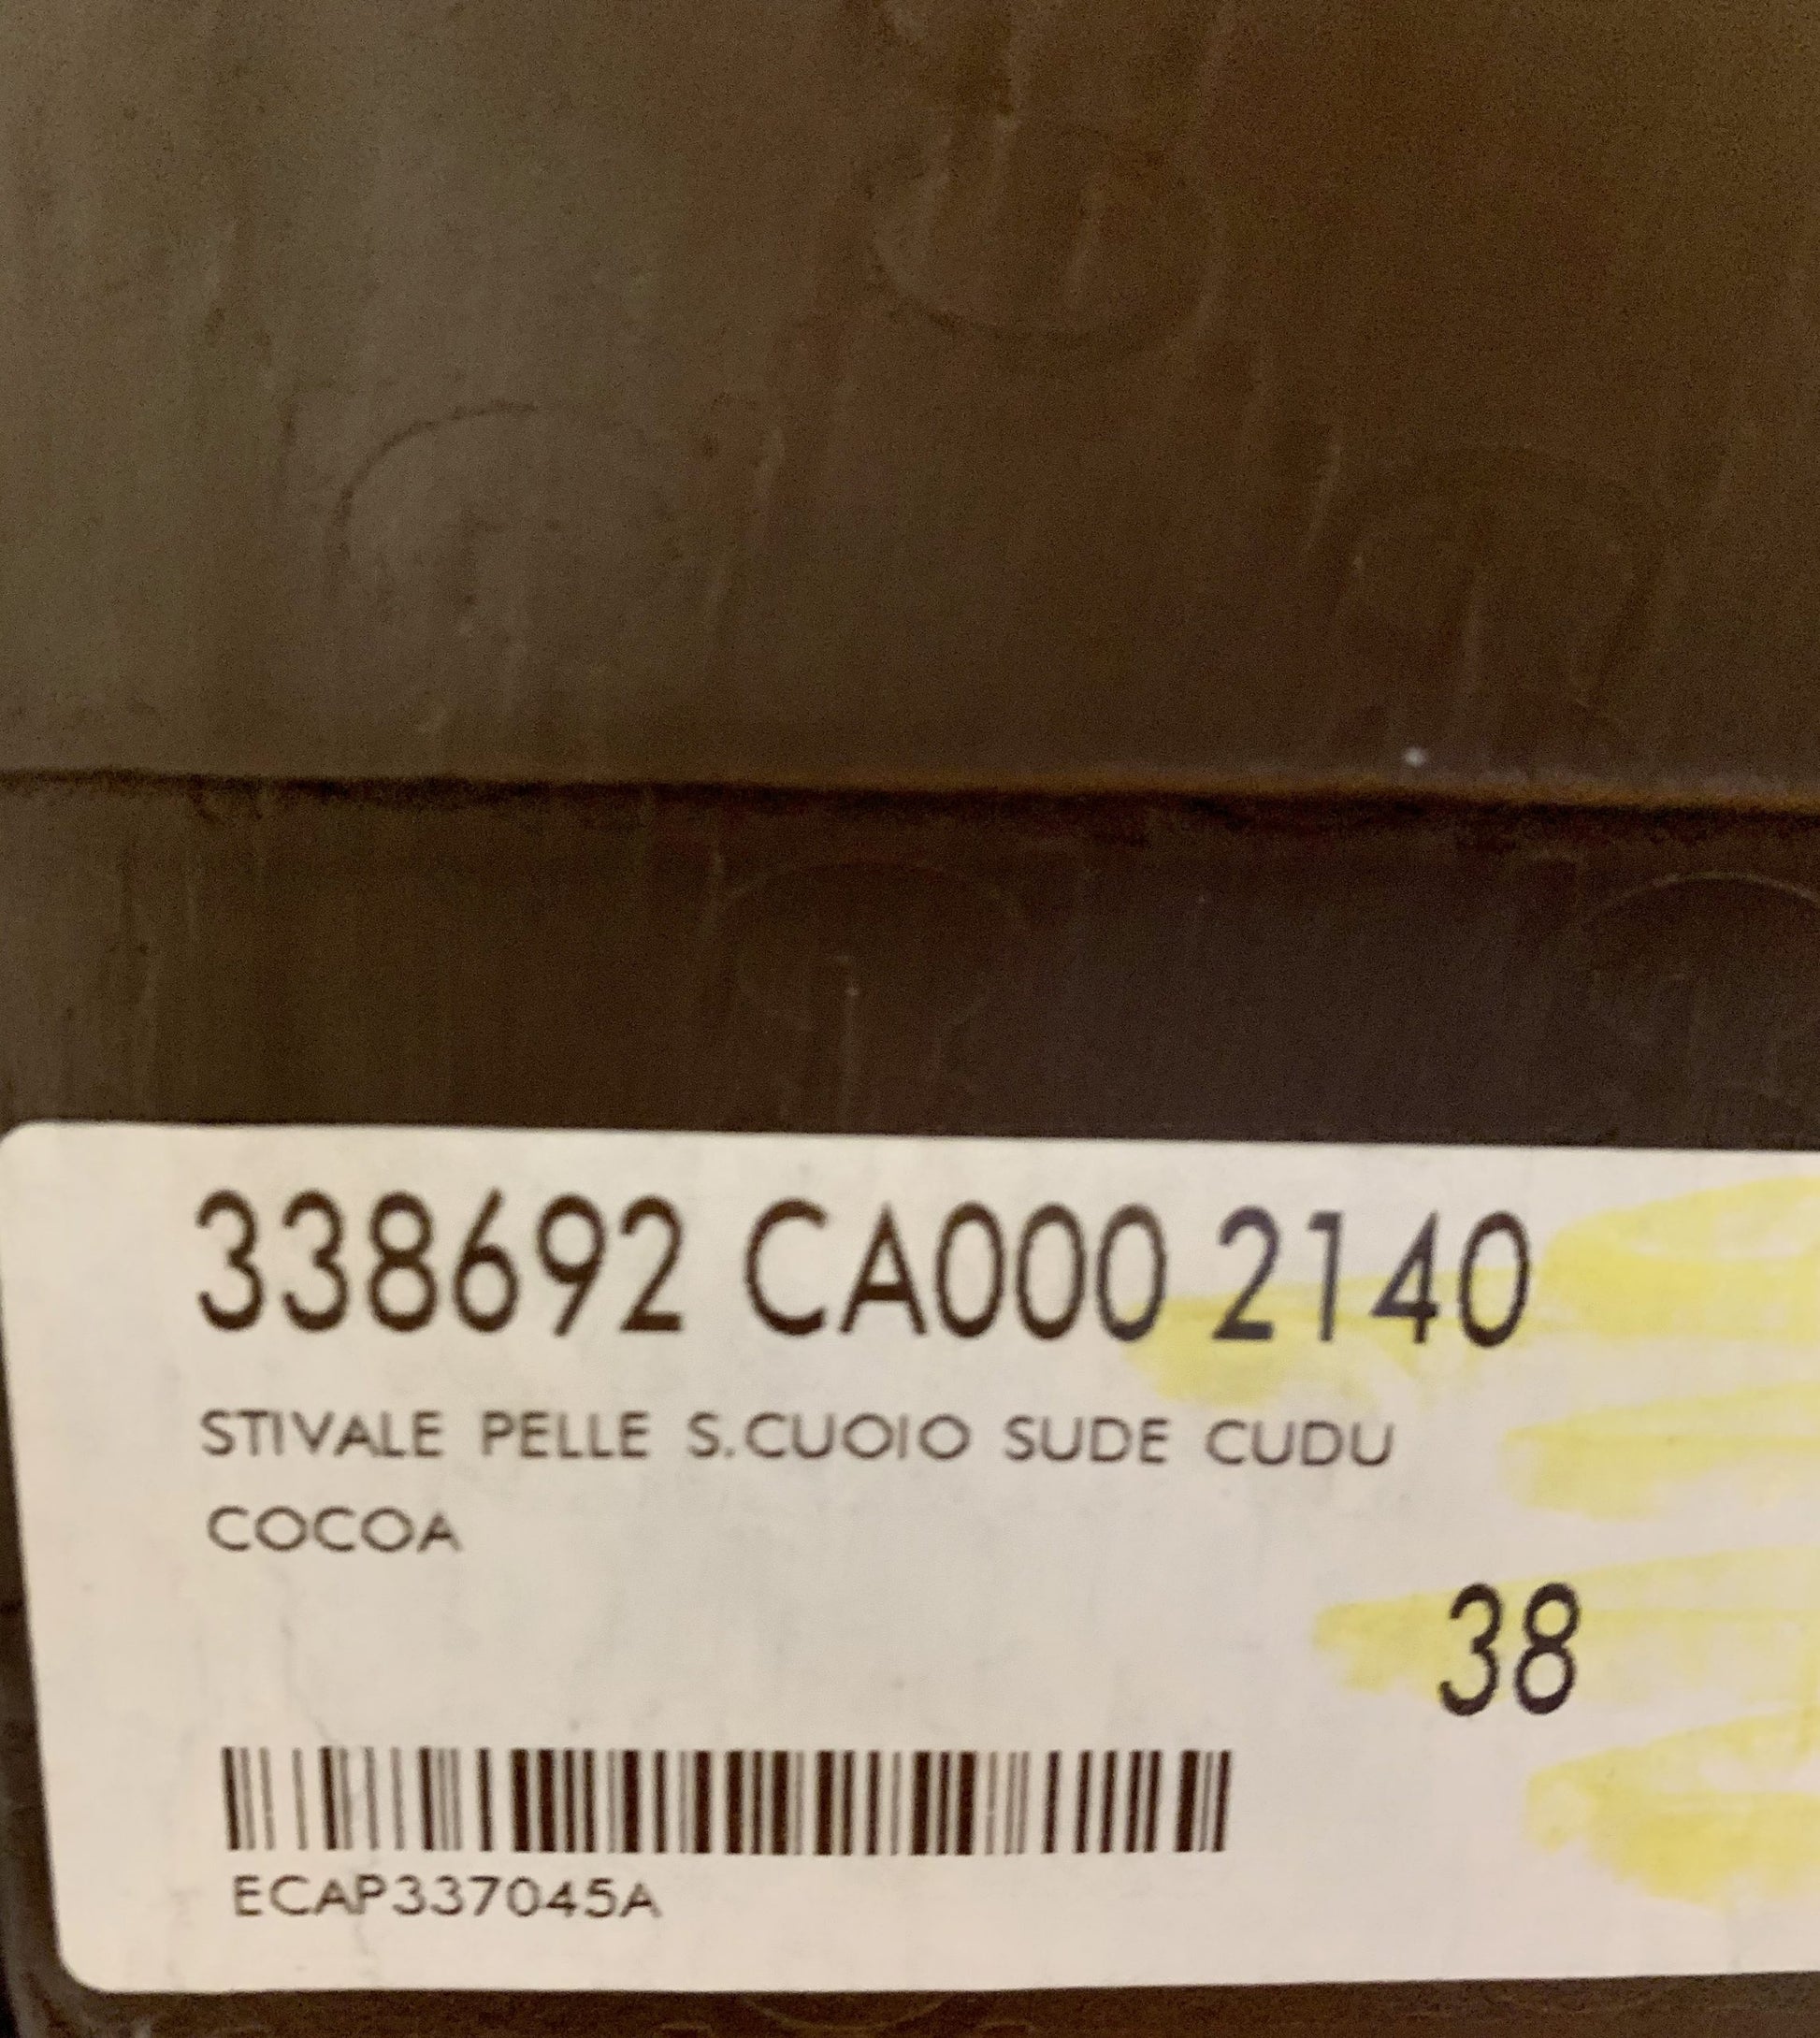 338692 CA000 2140
STIVALE PELLE S.CUOIO SUDE CUDU
COCOA
38
ECAP337045A